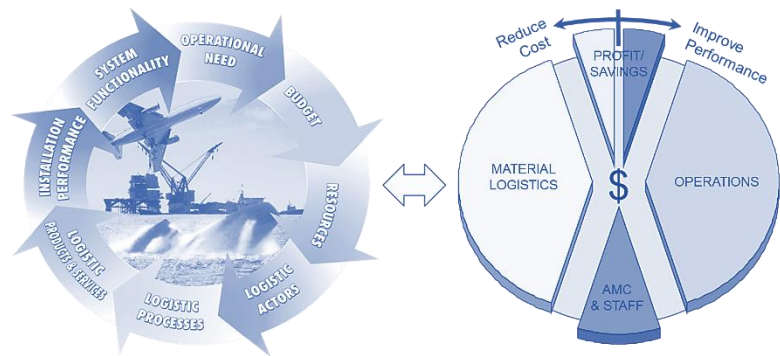 OPERATIONAL
NEED
BUDGET
RESOURCES
LOGISTIC
ACTORS
LOGISTIC
PROCESSES
LOGISTIC
PRODUCTS & SERVICES
INSTALLATION
PERFORMANCE
SYSTEM
FUNCTIONALITY
Reduce
Cost
Improve
Performance
PROFIT/
SAVINGS
MATERIAL
LOGISTICS
$
OPERATIONS
AMC
& STAFF